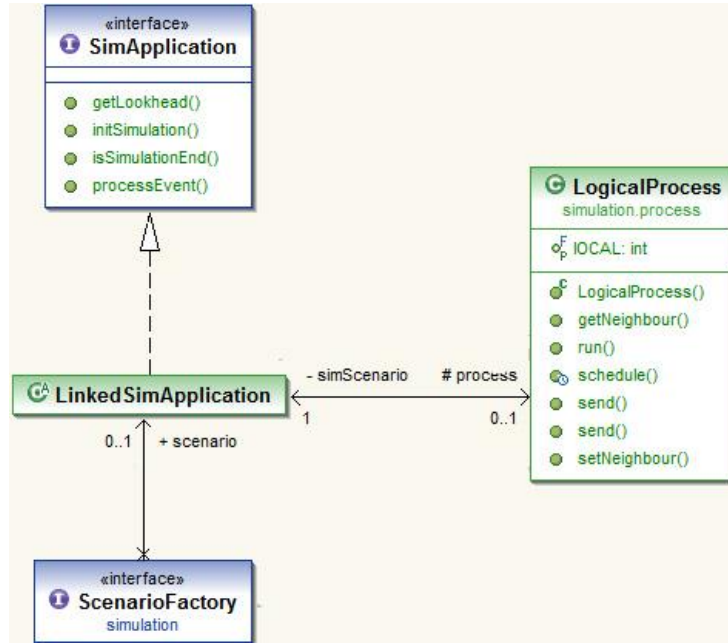 «interface»
I SimApplication
getLookhead()
initSimulation()
isSimulationEnd()
processEvent()
C LogicalProcess
simulation.process
F P lOCAL: int
C LogicalProcess()
getNeighbour()
run()
schedule()
send()
send()
setNeighbour()
- simScenario # process
1 0..1
C A LinkedSimApplication
0..1 + scenario
«interface»
I ScenarioFactory
simulation